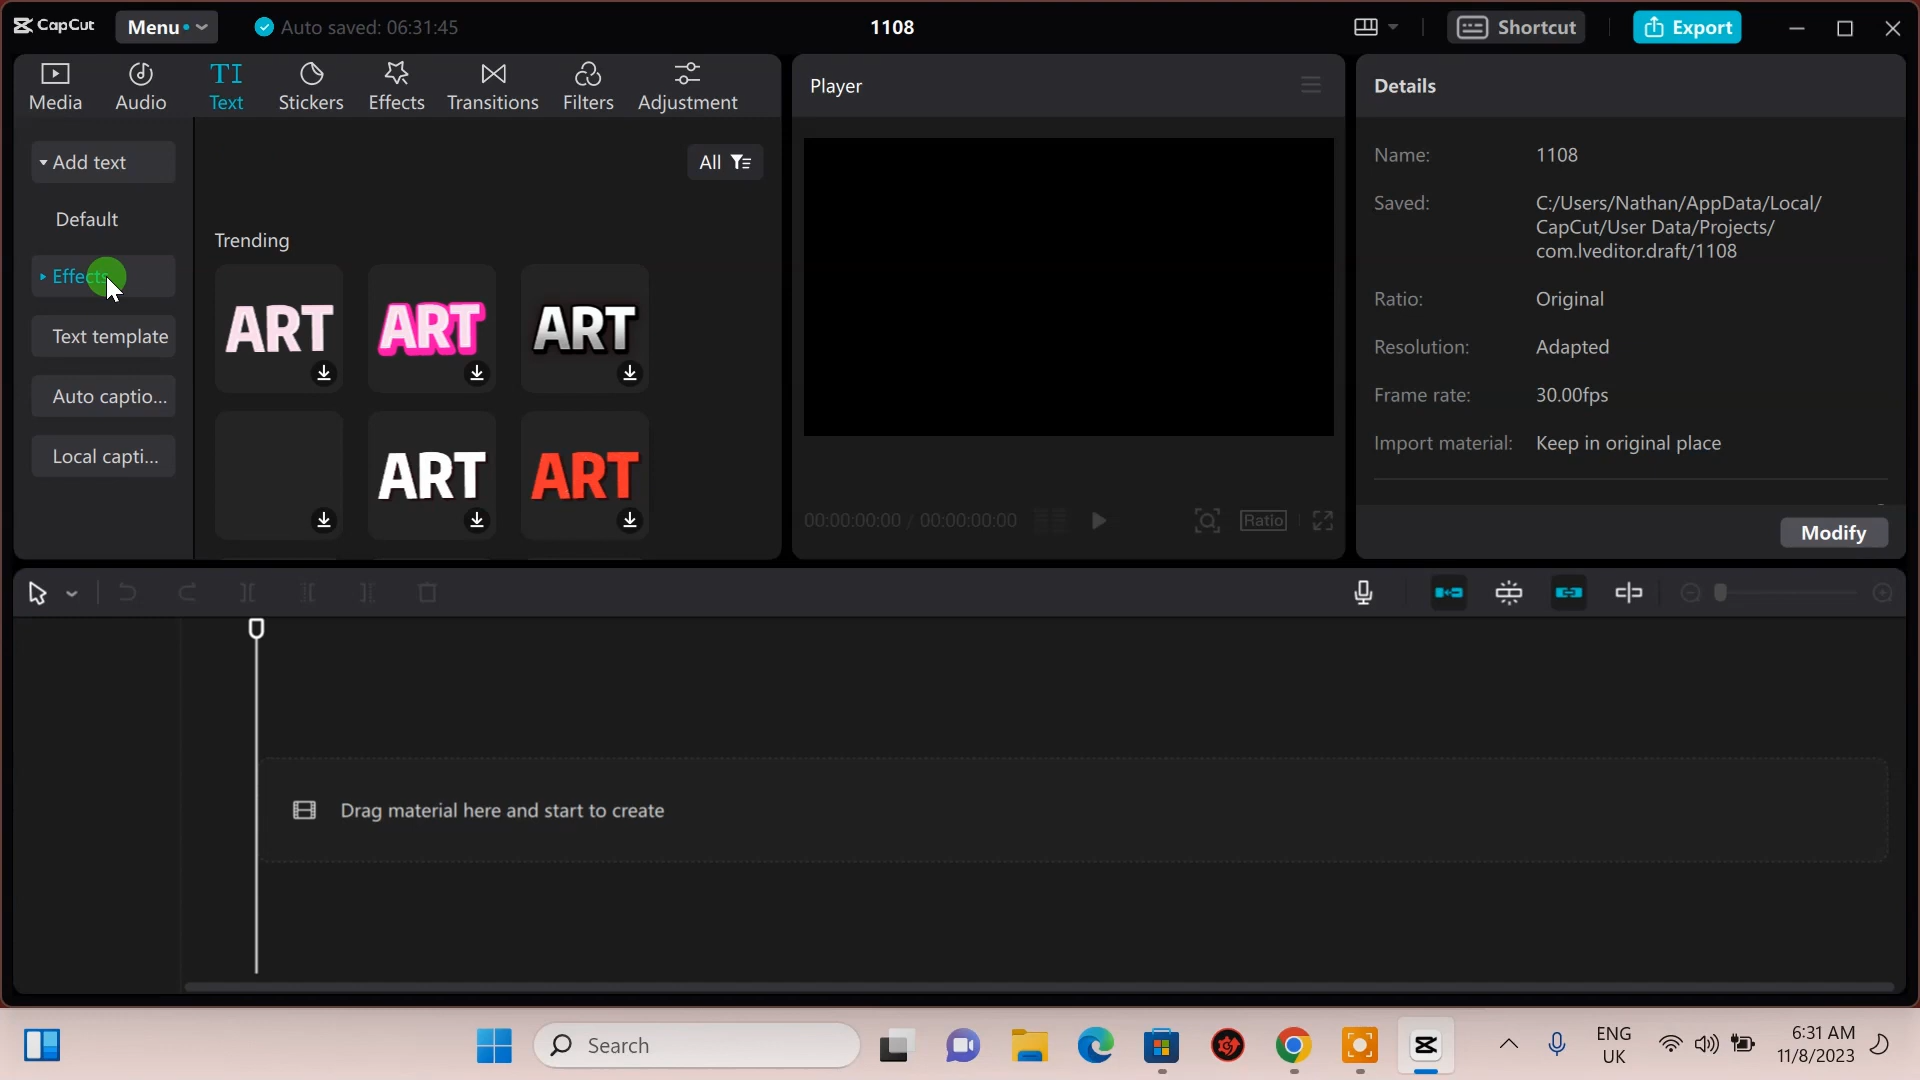 CapCut
Menu
Auto saved: 06:31:45
1108
Shortcut
Export
Media
Audio
TI
Text
Stickers
Effects
Transitions
Filters
Adjustment
Add text
Default
Effects
Text template
Auto captio...
Local capti...
All
Trending
ART
ART
ART
ART
ART
Player
00:00:00:00 / 00:00:00:00
Ratio
Details
Name: 1108
Saved: C:/Users/Nathan/AppData/Local/
CapCut/User Data/Projects/
com.lveditor.draft/1108
Ratio: Original
Resolution: Adapted
Frame rate: 30.00fps
Import material: Keep in original place
Modify
Drag material here and start to create
Search
ENG
UK
6:31 AM
11/8/2023